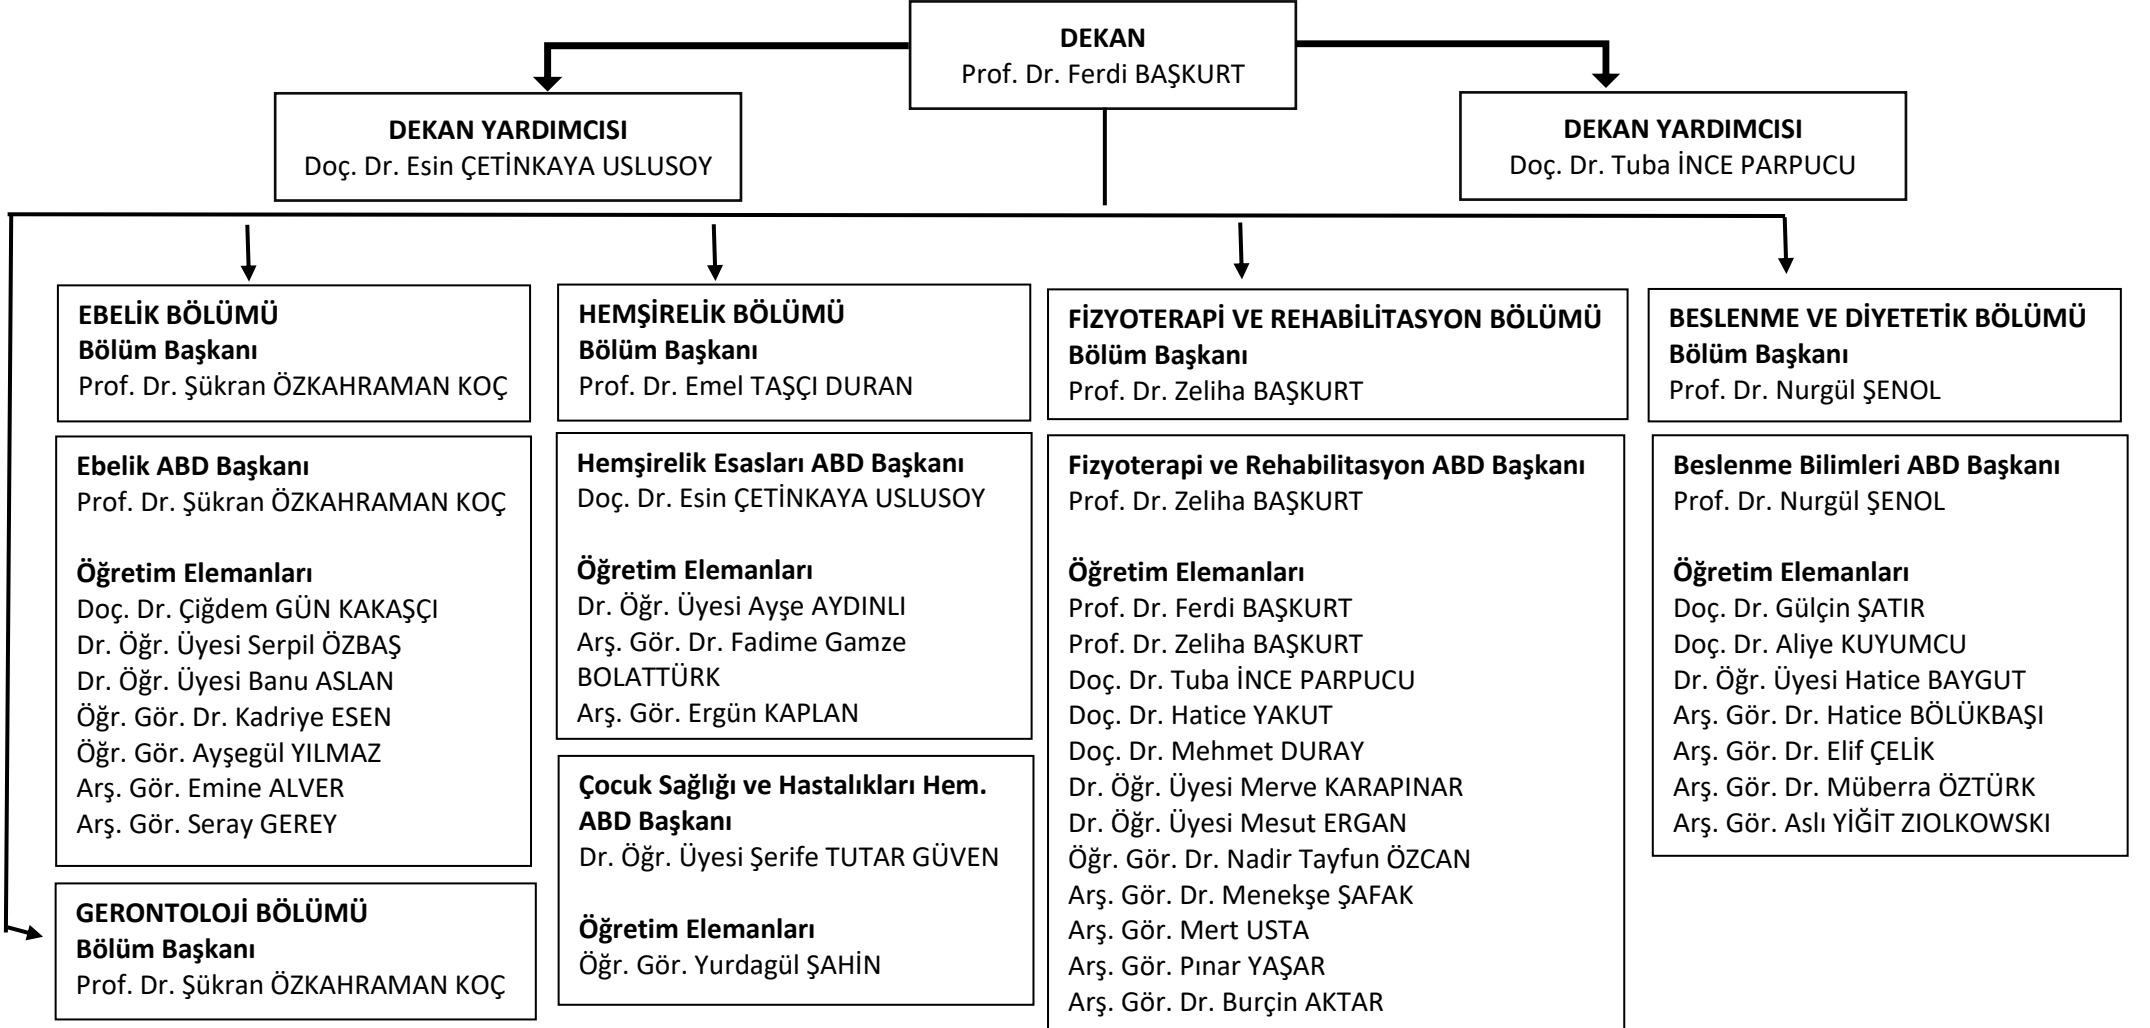 DEKAN
Prof. Dr. Ferdi BAŞKURT
DEKAN YARDIMCISI
Doç. Dr. Esin ÇETİNKAYA USLUSOY
DEKAN YARDIMCISI
Doç. Dr. Tuba İNCE PARPUCU
EBELİK BÖLÜMÜ
Bölüm Başkanı
Prof. Dr. Şükran ÖZKAHRAMAN KOÇ
Ebelik ABD Başkanı
Prof. Dr. Şükran ÖZKAHRAMAN KOÇ
Öğretim Elemanları
Doç. Dr. Çiğdem GÜN KAKAŞÇI
Dr. Öğr. Üyesi Serpil ÖZBAŞ
Dr. Öğr. Üyesi Banu ASLAN
Öğr. Gör. Dr. Kadriye ESEN
Öğr. Gör. Ayşegül YILMAZ
Arş. Gör. Emine ALVER
Arş. Gör. Seray GEREY
GERONTOLOJİ BÖLÜMÜ
Bölüm Başkanı
Prof. Dr. Şükran ÖZKAHRAMAN KOÇ
HEMŞİRELİK BÖLÜMÜ
Bölüm Başkanı
Prof. Dr. Emel TAŞÇI DURAN
Hemşirelik Esasları ABD Başkanı
Doç. Dr. Esin ÇETİNKAYA USLUSOY
Öğretim Elemanları
Dr. Öğr. Üyesi Ayşe AYDINLI
Arş. Gör. Dr. Fadime Gamze
BOLATTÜRK
Arş. Gör. Ergün KAPLAN
Çocuk Sağlığı ve Hastalıkları Hem.
ABD Başkanı
Dr. Öğr. Üyesi Şerife TUTAR GÜVEN
Öğretim Elemanları
Öğr. Gör. Yurdagül ŞAHİN
FİZYOTERAPİ VE REHABİLİTASYON BÖLÜMÜ
Bölüm Başkanı
Prof. Dr. Zeliha BAŞKURT
Fizyoterapi ve Rehabilitasyon ABD Başkanı
Prof. Dr. Zeliha BAŞKURT
Öğretim Elemanları
Prof. Dr. Ferdi BAŞKURT
Prof. Dr. Zeliha BAŞKURT
Doç. Dr. Tuba İNCE PARPUCU
Doç. Dr. Hatice YAKUT
Doç. Dr. Mehmet DURAY
Dr. Öğr. Üyesi Merve KARAPINAR
Dr. Öğr. Üyesi Mesut ERGAN
Öğr. Gör. Dr. Nadir Tayfun ÖZCAN
Arş. Gör. Dr. Menekşe ŞAFAK
Arş. Gör. Mert USTA
Arş. Gör. Pınar YAŞAR
Arş. Gör. Dr. Burçin AKTAR
BESLENME VE DİYETETİK BÖLÜMÜ
Bölüm Başkanı
Prof. Dr. Nurgül ŞENOL
Beslenme Bilimleri ABD Başkanı
Prof. Dr. Nurgül ŞENOL
Öğretim Elemanları
Doç. Dr. Gülçin ŞATIR
Doç. Dr. Aliye KUYUMCU
Dr. Öğr. Üyesi Hatice BAYGUT
Arş. Gör. Dr. Hatice BÖLÜKBAŞI
Arş. Gör. Dr. Elif ÇELİK
Arş. Gör. Dr. Müberra ÖZTÜRK
Arş. Gör. Aslı YİĞİT ZIOLKOWSKI